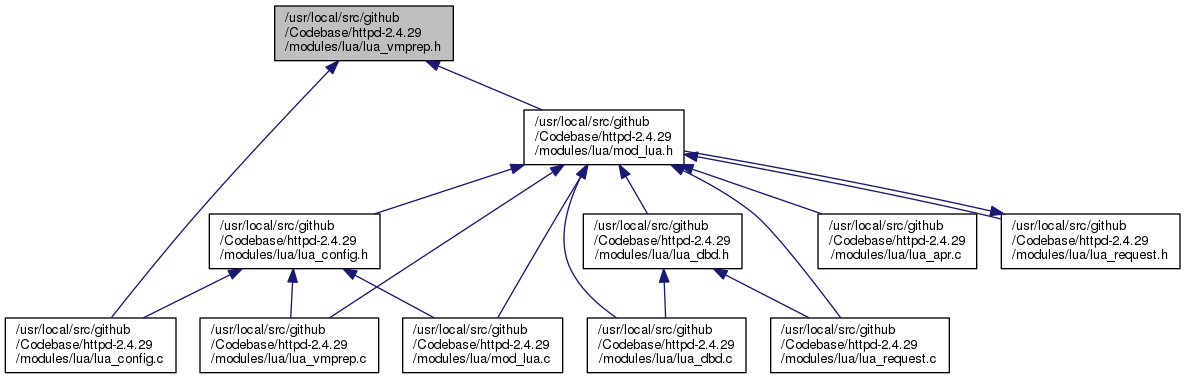 /usr/local/src/github
/Codebase/httpd-2.4.29
/modules/lua/lua_vmprep.h
/usr/local/src/github
/Codebase/httpd-2.4.29
/modules/lua/mod_lua.h
/usr/local/src/github
/Codebase/httpd-2.4.29
/modules/lua/lua_config.h
/usr/local/src/github
/Codebase/httpd-2.4.29
/modules/lua/lua_dbd.h
/usr/local/src/github
/Codebase/httpd-2.4.29
/modules/lua/lua_apr.c
/usr/local/src/github
/Codebase/httpd-2.4.29
/modules/lua/lua_request.h
/usr/local/src/github
/Codebase/httpd-2.4.29
/modules/lua/lua_config.c
/usr/local/src/github
/Codebase/httpd-2.4.29
/modules/lua/lua_vmprep.c
/usr/local/src/github
/Codebase/httpd-2.4.29
/modules/lua/mod_lua.c
/usr/local/src/github
/Codebase/httpd-2.4.29
/modules/lua/lua_dbd.c
/usr/local/src/github
/Codebase/httpd-2.4.29
/modules/lua/lua_request.c